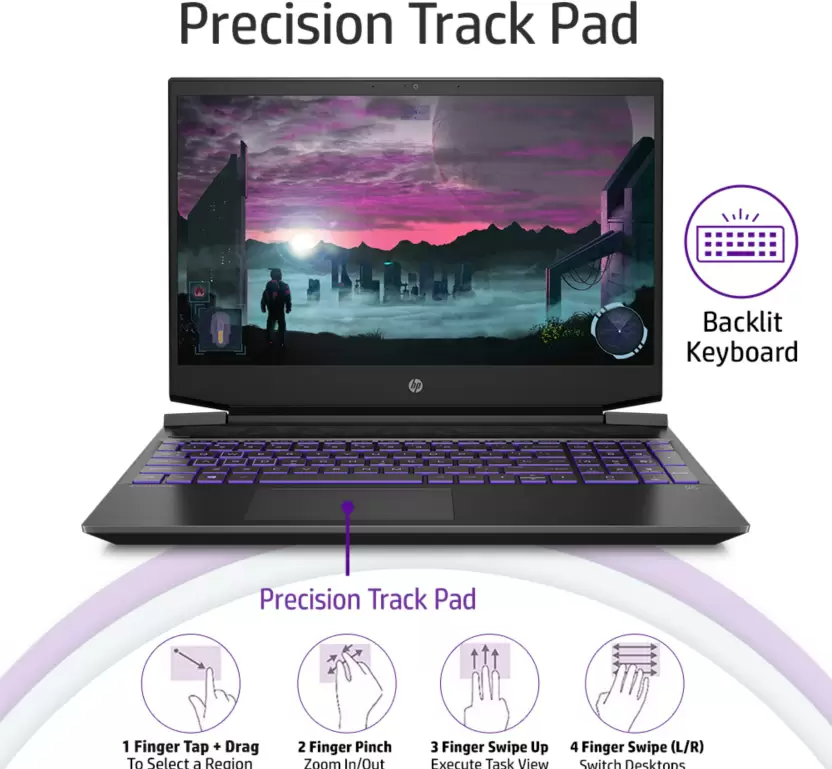 Precision Track Pad
hp
Backlit
Keyboard
Precision Track Pad
1 Finger Tap + Drag
To Select a Region
2 Finger Pinch
Zoom In/Out
3 Finger Swipe Up
Execute Task View
4 Finger Swipe (L/R)
Switch Desktops